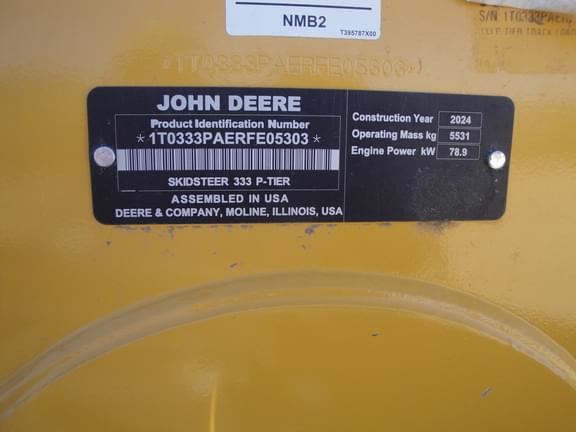 NMB2
T395787X00
S/N: 1T0333PAERF
*1T0333PAERFE05303*
JOHN DEERE
Product Identification Number
*1T0333PAERFE05303*
SKIDSTEER 333 P-TIER
ASSEMBLED IN USA
DEERE & COMPANY, MOLINE, ILLINOIS, USA
Construction Year 2024
Operating Mass kg 5531
Engine Power kW 78.9